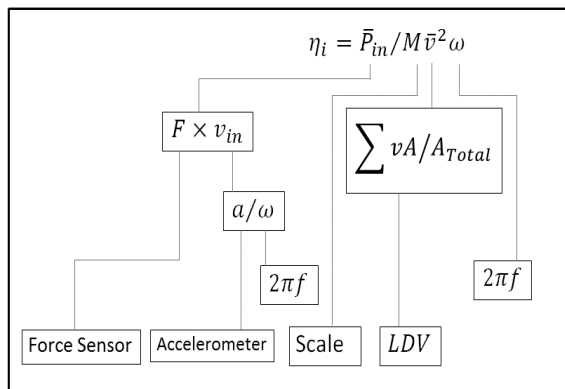 η_i = P̄_in/Mv̄²ω
F × v_in
∑ vA/A_Total
a/ω
2πf
2πf
Force Sensor
Accelerometer
Scale
LDV